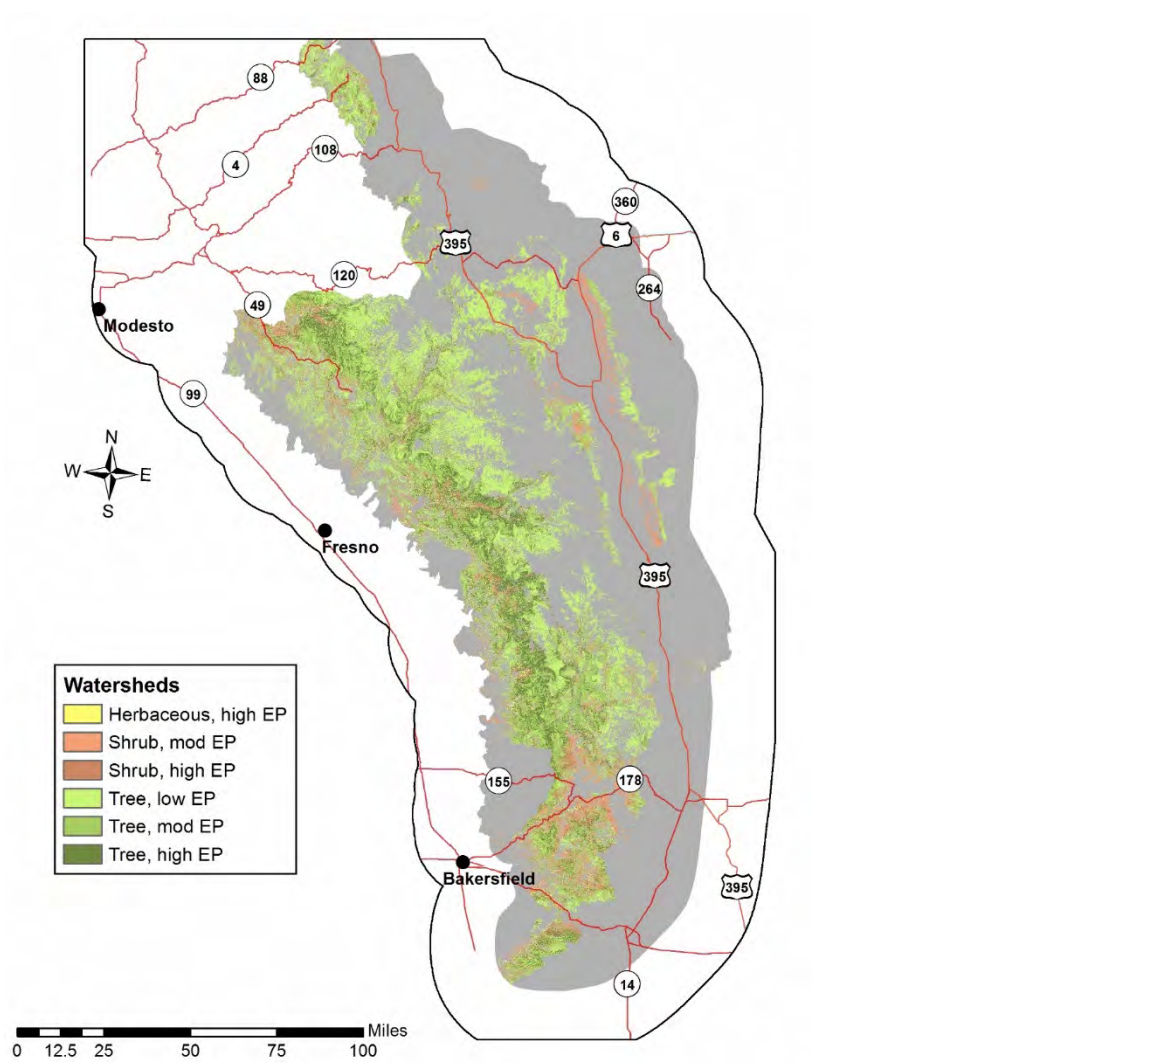 88
4
108
360
6
395
120
264
49
Modesto
99
N
W
E
S
Fresno
395
Watersheds
Herbaceous, high EP
Shrub, mod EP
Shrub, high EP
Tree, low EP
Tree, mod EP
Tree, high EP
155
178
Bakersfield
395
14
Miles
0 12.5 25 50 75 100